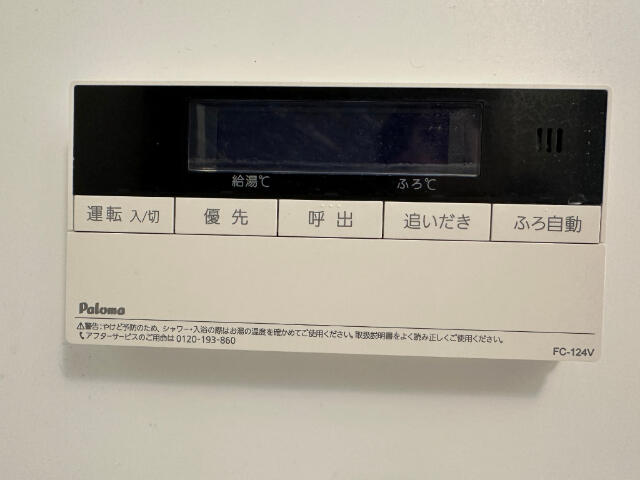 給湯℃ ふろ℃
運転 入/切 優先 呼出 追いだき ふろ自動
Paloma
⚠警告:やけど予防のため、シャワー・入浴の際はお湯の温度を確かめてご使用ください。取扱説明書をよく読み正しくご使用ください。
アフターサービスのご用命は 0120-193-860
FC-124V